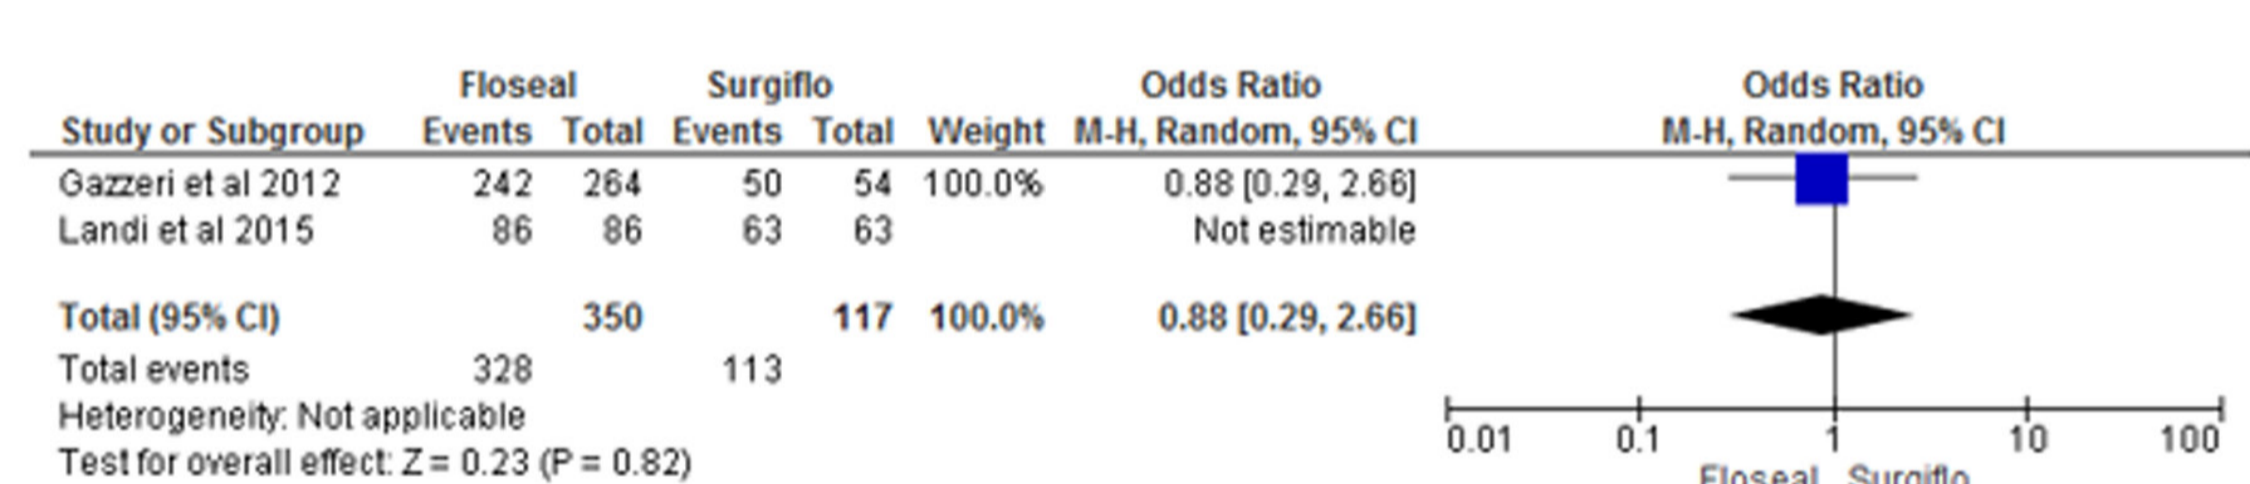 Floseal Surgiflo Odds Ratio Odds Ratio
Study or Subgroup Events Total Events Total Weight M-H, Random, 95% CI M-H, Random, 95% CI
Gazzeri et al 2012 242 264 50 54 100.0% 0.88 [0.29, 2.66]
Landi et al 2015 86 86 63 63 Not estimable
Total (95% CI) 350 117 100.0% 0.88 [0.29, 2.66]
Total events 328 113
Heterogeneity: Not applicable
Test for overall effect: Z = 0.23 (P = 0.82)
0.01 0.1 1 10 100
Floseal Surgiflo